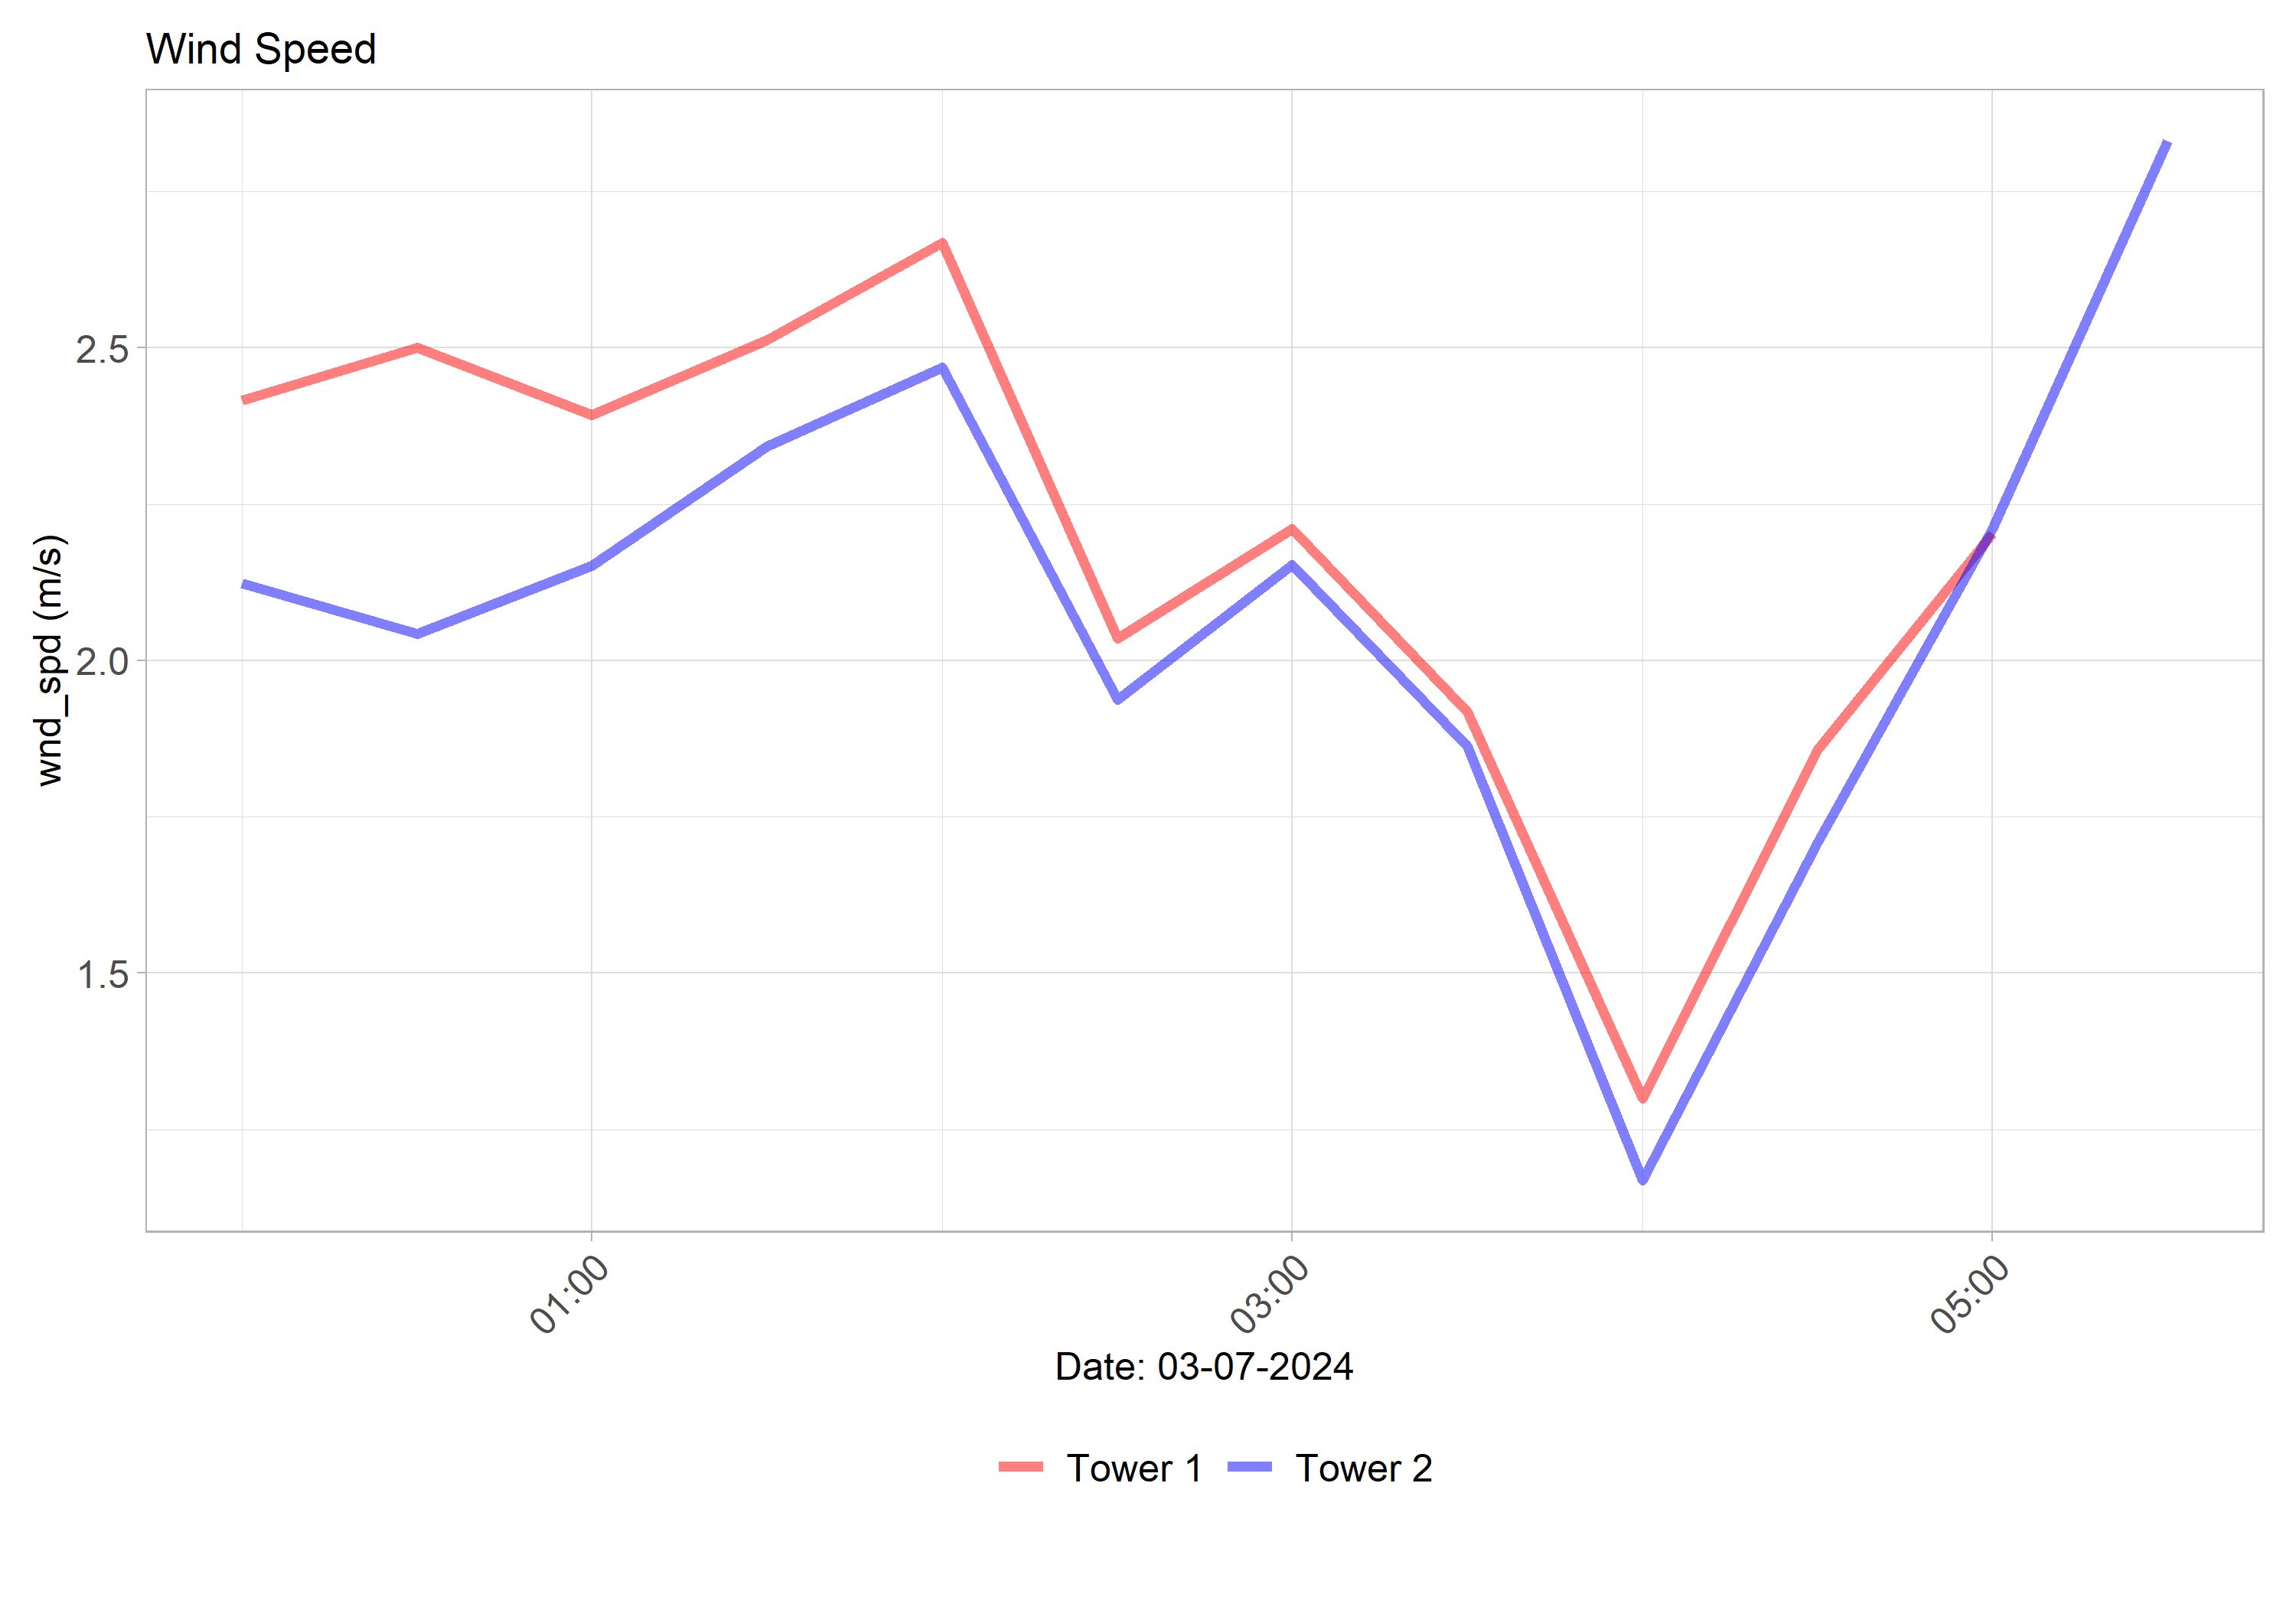 Wind Speed
wnd_spd (m/s)
2.5
2.0
1.5
01:00
03:00
05:00
Date: 03-07-2024
Tower 1
Tower 2